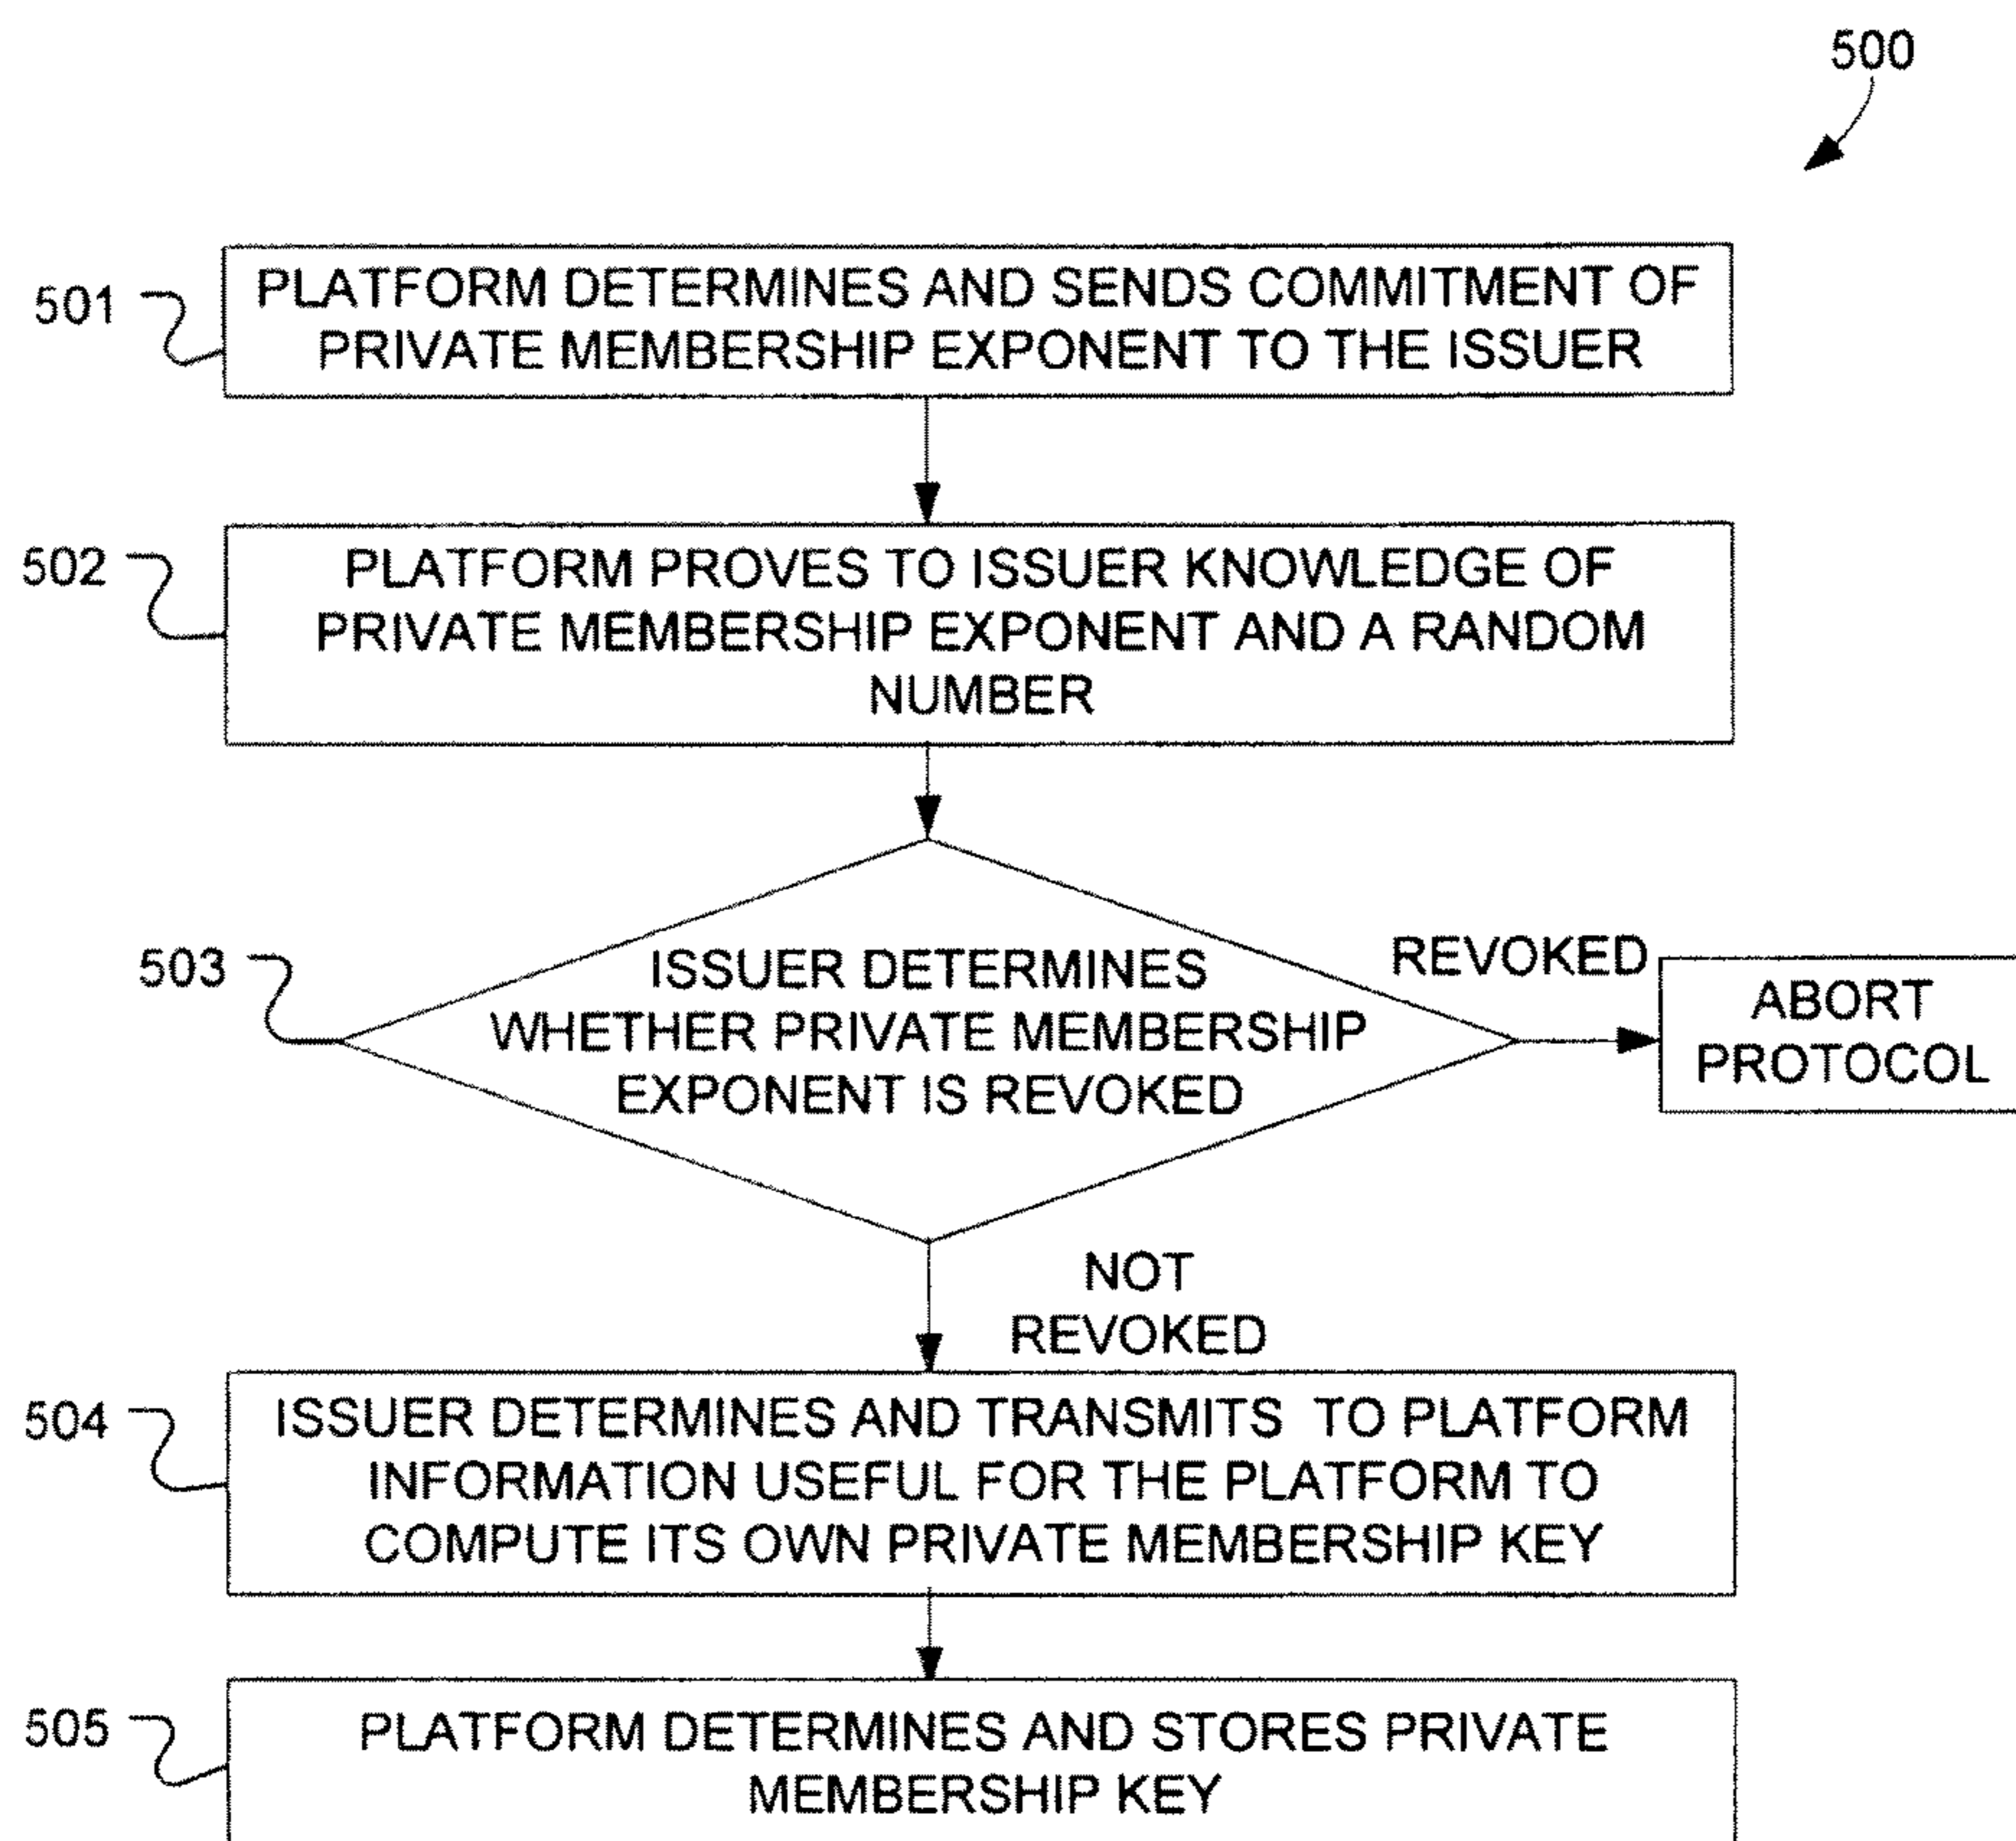 500
501
PLATFORM DETERMINES AND SENDS COMMITMENT OF
PRIVATE MEMBERSHIP EXPONENT TO THE ISSUER
502
PLATFORM PROVES TO ISSUER KNOWLEDGE OF
PRIVATE MEMBERSHIP EXPONENT AND A RANDOM
NUMBER
503
ISSUER DETERMINES
WHETHER PRIVATE MEMBERSHIP
EXPONENT IS REVOKED
REVOKED
ABORT
PROTOCOL
NOT
REVOKED
504
ISSUER DETERMINES AND TRANSMITS TO PLATFORM
INFORMATION USEFUL FOR THE PLATFORM TO
COMPUTE ITS OWN PRIVATE MEMBERSHIP KEY
505
PLATFORM DETERMINES AND STORES PRIVATE
MEMBERSHIP KEY